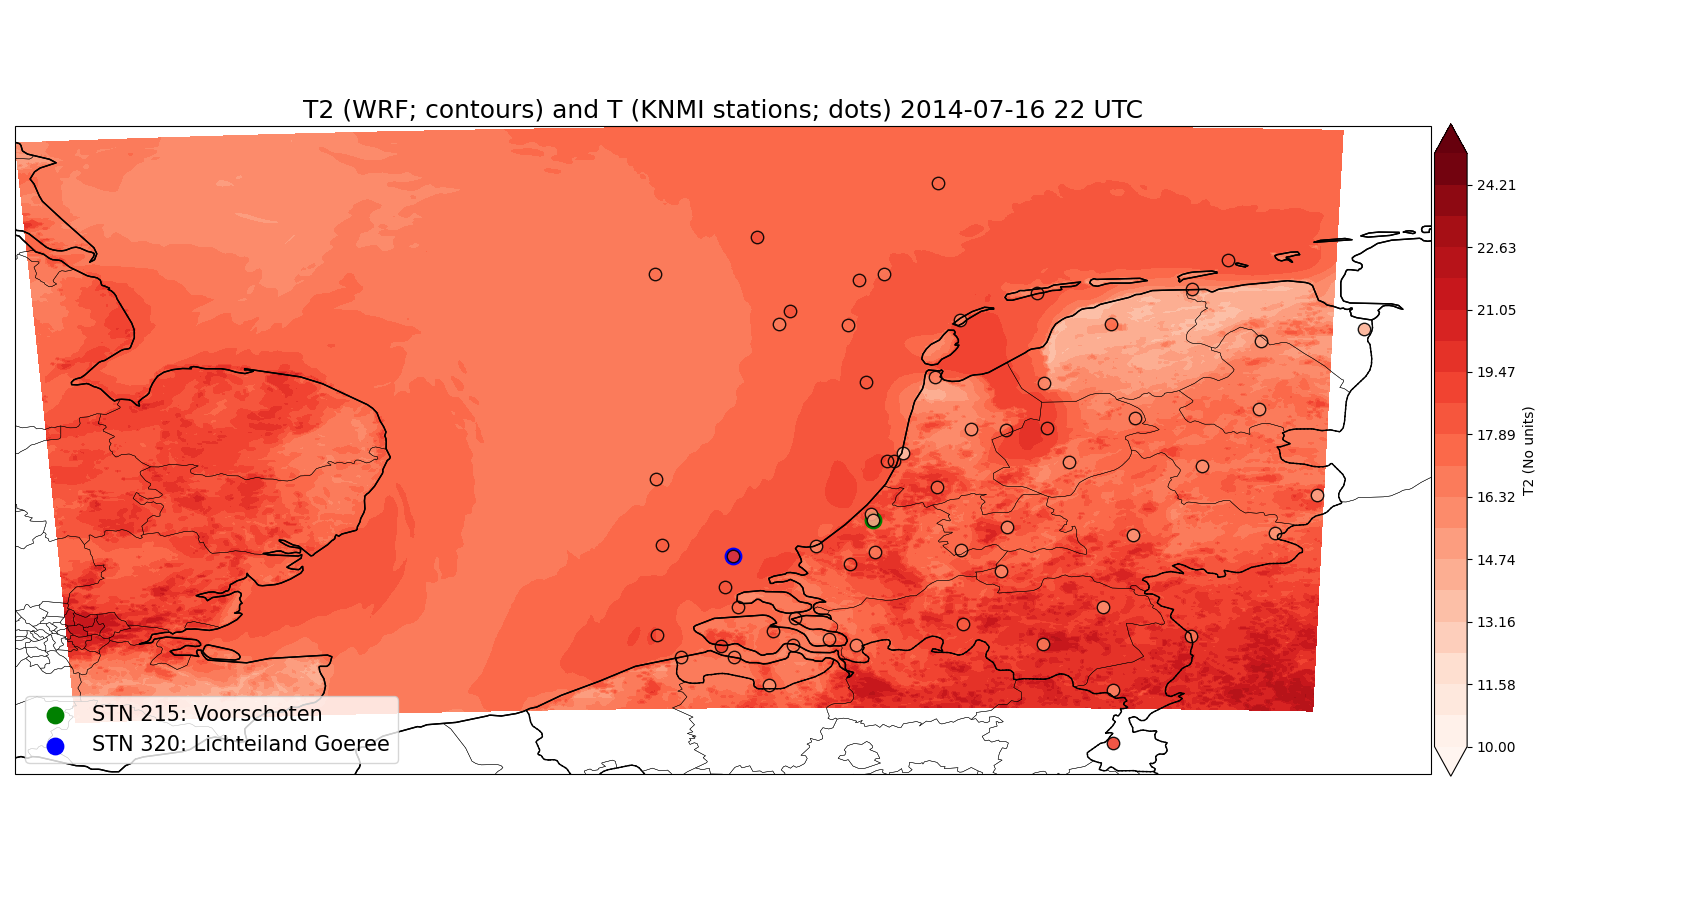 T2 (WRF; contours) and T (KNMI stations; dots) 2014-07-16 22 UTC
24.21
22.63
21.05
19.47
17.89
16.32
14.74
13.16
11.58
10.00
T2 (No units)
STN 215: Voorschoten
STN 320: Lichteiland Goeree